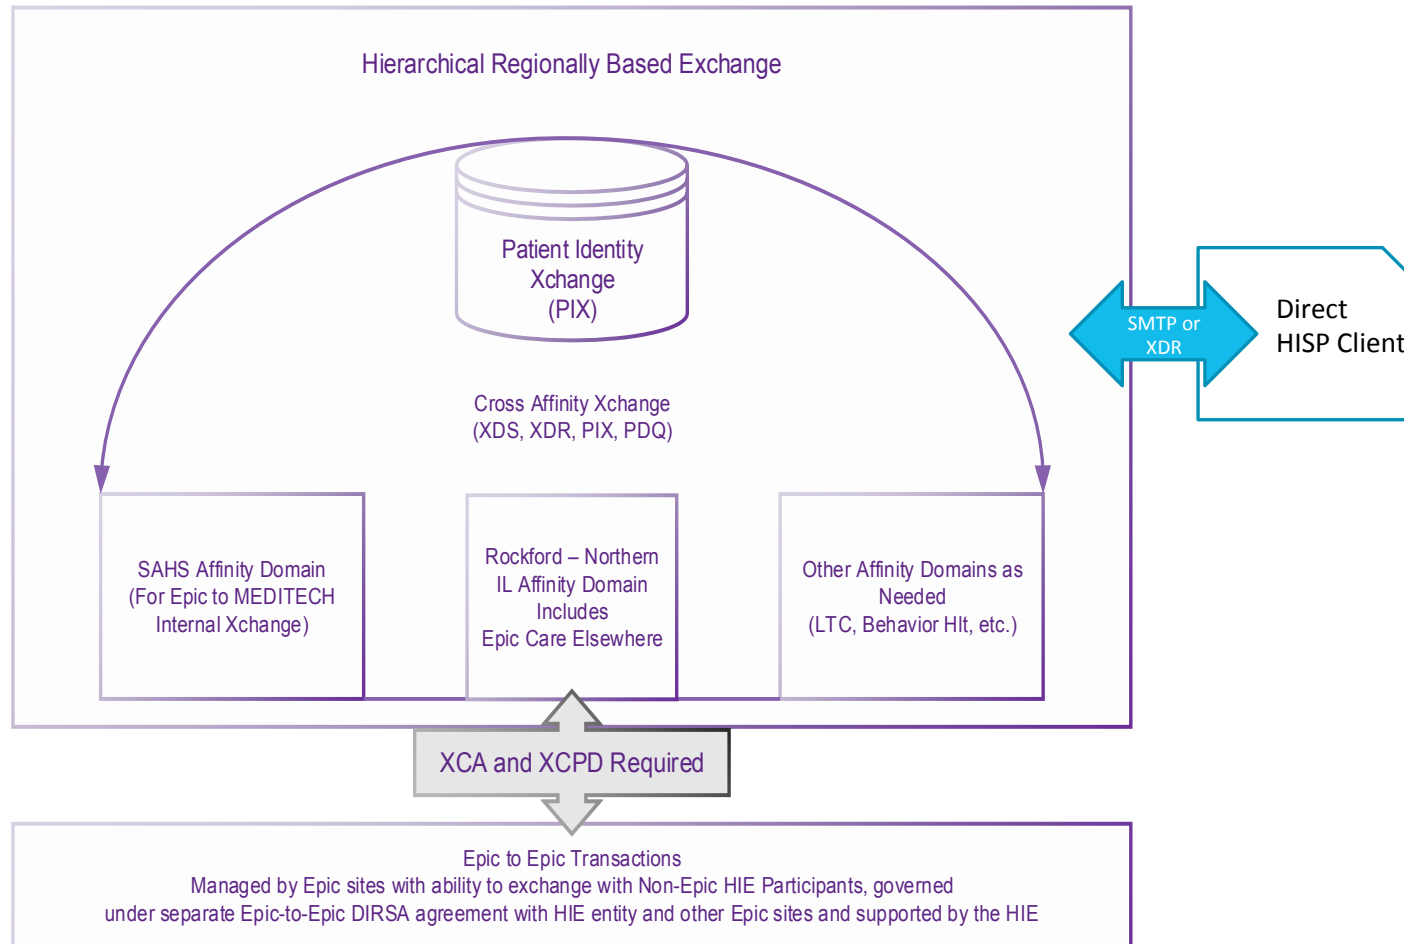 Hierarchical Regionally Based Exchange
Patient Identity
Xchange
(PIX)
SMTP or
XDR
Direct
HISP Client
Cross Affinity Xchange
(XDS, XDR, PIX, PDQ)
SAHS Affinity Domain
(For Epic to MEDITECH
Internal Xchange)
Rockford – Northern
IL Affinity Domain
Includes
Epic Care Elsewhere
Other Affinity Domains as
Needed
(LTC, Behavior Hlt, etc.)
XCA and XCPD Required
Epic to Epic Transactions
Managed by Epic sites with ability to exchange with Non-Epic HIE Participants, governed
under separate Epic-to-Epic DIRSA agreement with HIE entity and other Epic sites and supported by the HIE